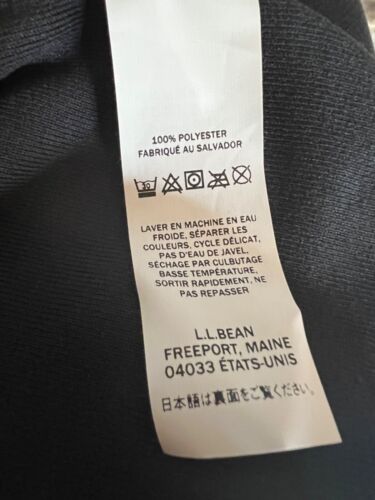 100% POLYESTER
FABRIQUÉ AU SALVADOR
30
LAVER EN MACHINE EN EAU
FROIDE, SÉPARER LES
COULEURS, CYCLE DÉLICAT,
PAS D'EAU DE JAVEL,
SÉCHAGE PAR CULBUTAGE
BASSE TEMPÉRATURE,
SORTIR RAPIDEMENT, NE
PAS REPASSER
L.L.BEAN
FREEPORT, MAINE
04033 ÉTATS-UNIS
日本語は裏面をご覧ください。